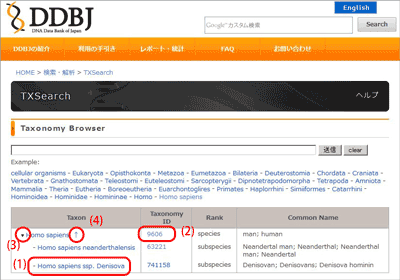 DDBJ
DNA Data Bank of Japan
English
Google™ カスタム検索
Search
DDBJの紹介 利用の手引き レポート・統計 FAQ お問い合わせ
HOME > 検索・解析 > TXSearch
TXSearch ヘルプ
Taxonomy Browser
送信 clear
Example:
cellular organisms - Eukaryota - Opisthokonta - Metazoa - Eumetazoa - Bilateria - Deuterostomia - Chordata - Craniata -
Vertebrata - Gnathostomata - Teleostomi - Euteleostomi - Sarcopterygii - Dipnotetrapodomorpha - Tetrapoda - Amniota -
Mammalia - Theria - Eutheria - Boreoeutheria - Euarchontoglires - Primates - Haplorrhini - Simiiformes - Catarrhini -
Hominoidea - Hominidae - Homininae - Homo - Homo sapiens
Taxon (4) Taxonomy ID Rank Common Name
▼ Homo sapiens ↑ 9606 (2) species man; human
(3) - Homo sapiens neanderthalensis 63221 subspecies Neandertal man; Neanderthal; Neanderthal man; Neandertal
(1) - Homo sapiens ssp. Denisova 741158 subspecies Denisovan; Denisovans; Denisova hominin